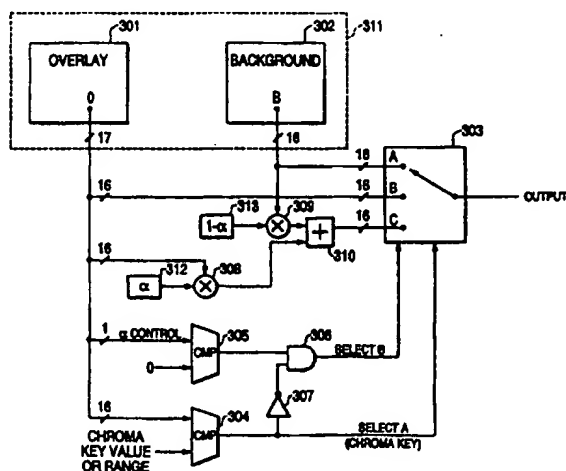 301
302
311
OVERLAY
BACKGROUND
0
B
17
16
303
16
A
16
B
OUTPUT
313
1-α
309
16
C
+
310
16
312
α
308
1
α CONTROL
305
306
CMP
0
SELECT B
307
16
304
CMP
SELECT A
(CHROMA KEY)
CHROMA
KEY VALUE
OR RANGE